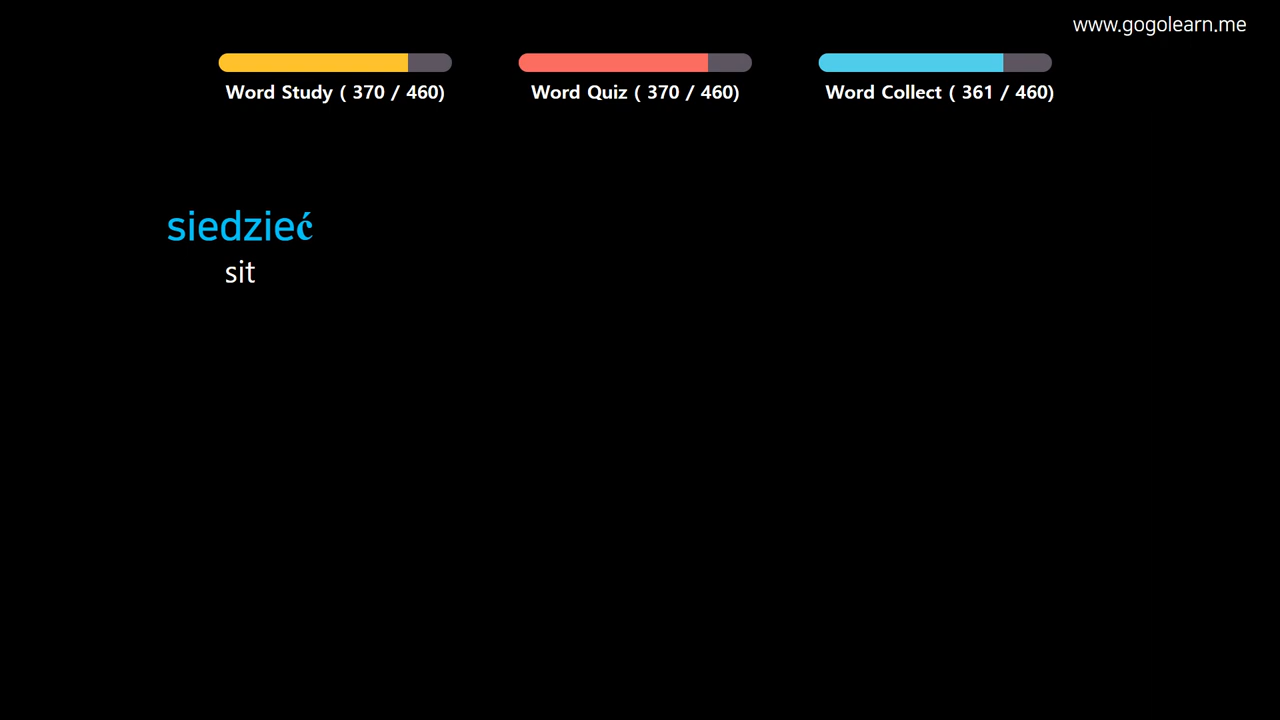 www.gogolearn.me
Word Study ( 370 / 460)
Word Quiz ( 370 / 460)
Word Collect ( 361 / 460)
siedzieć
sit